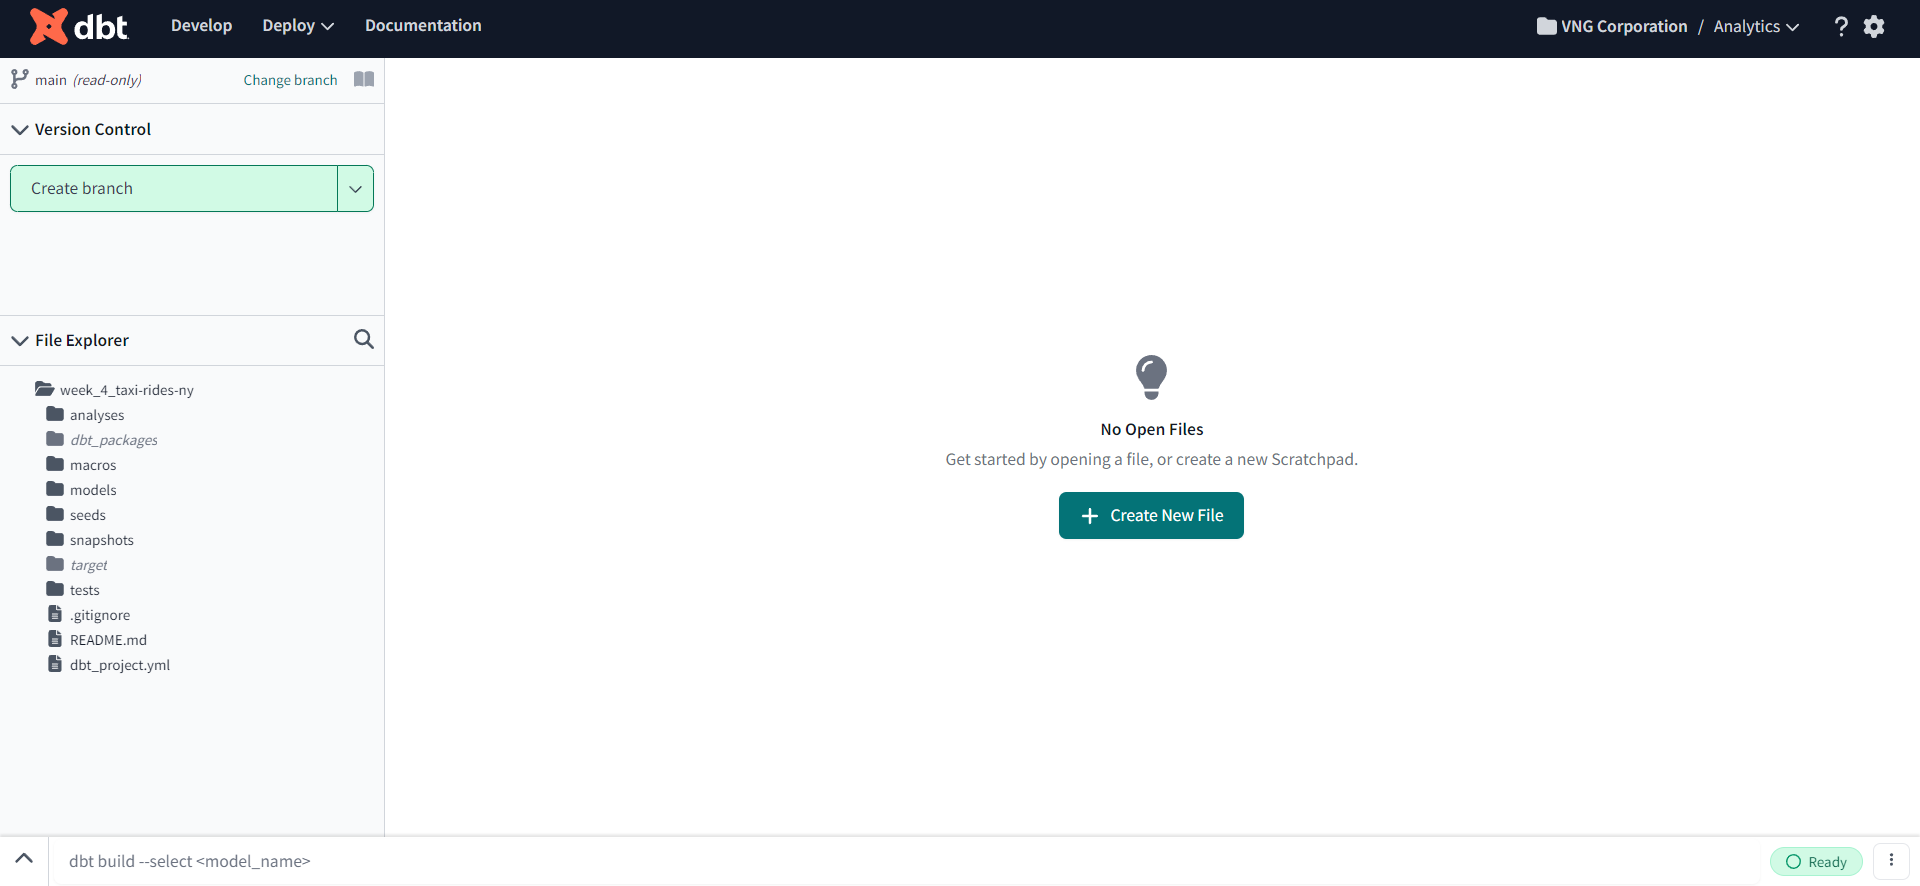 dbt
Develop
Deploy
Documentation
VNG Corporation / Analytics
?
main (read-only)
Change branch
Version Control
Create branch
File Explorer
week_4_taxi-rides-ny
analyses
dbt_packages
macros
models
seeds
snapshots
target
tests
.gitignore
README.md
dbt_project.yml
No Open Files
Get started by opening a file, or create a new Scratchpad.
+ Create New File
dbt build --select <model_name>
Ready